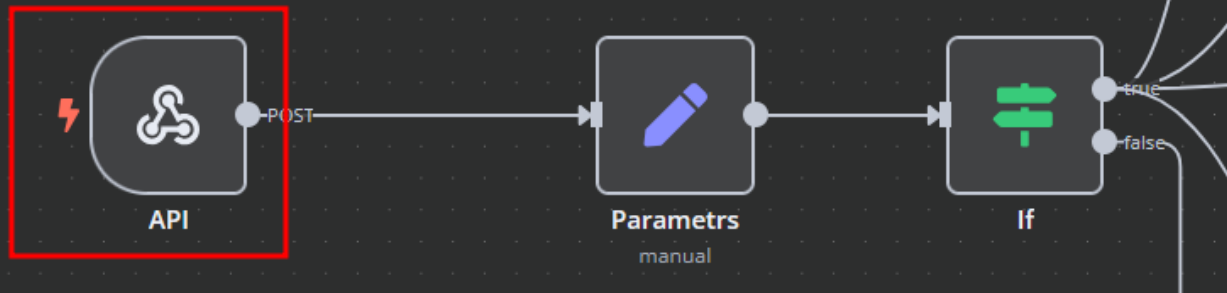 POST
true
false
API
Parametrs
If
manual